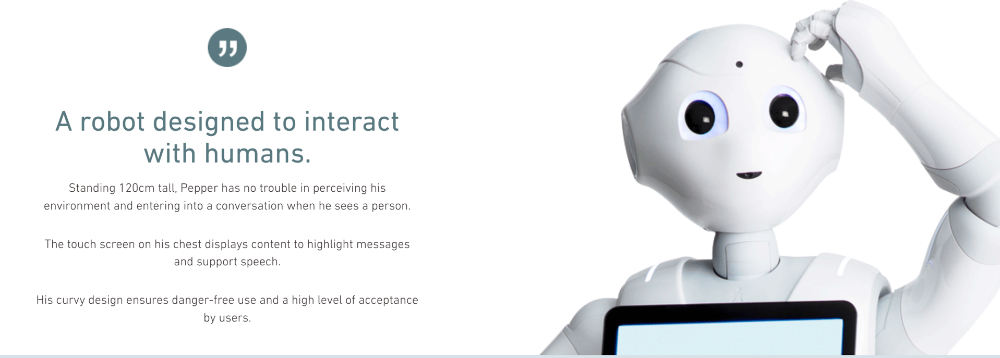 ”
A robot designed to interact
with humans.
Standing 120cm tall, Pepper has no trouble in perceiving his
environment and entering into a conversation when he sees a person.
The touch screen on his chest displays content to highlight messages
and support speech.
His curvy design ensures danger-free use and a high level of acceptance
by users.